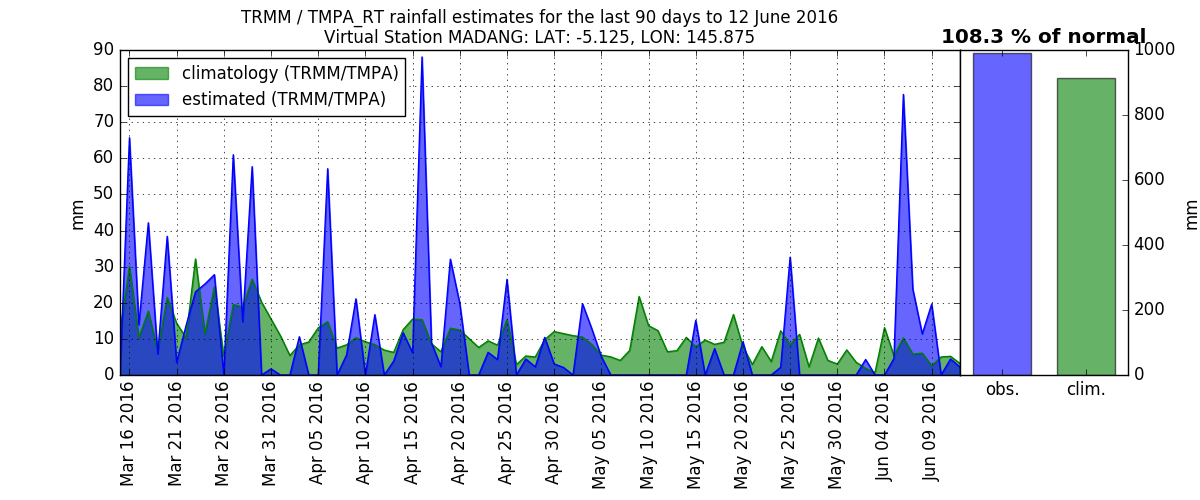 TRMM / TMPA_RT rainfall estimates for the last 90 days to 12 June 2016
Virtual Station MADANG: LAT: -5.125, LON: 145.875
108.3 % of normal
climatology (TRMM/TMPA)
estimated (TRMM/TMPA)
mm
90
80
70
60
50
40
30
20
10
0
Mar 16 2016
Mar 21 2016
Mar 26 2016
Mar 31 2016
Apr 05 2016
Apr 10 2016
Apr 15 2016
Apr 20 2016
Apr 25 2016
Apr 30 2016
May 05 2016
May 10 2016
May 15 2016
May 20 2016
May 25 2016
May 30 2016
Jun 04 2016
Jun 09 2016
obs.
clim.
1000
800
600
400
200
0
mm